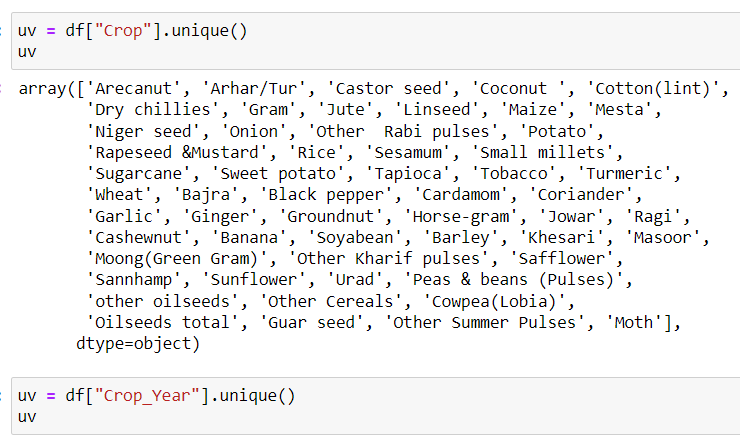 uv = df["Crop"].unique()
uv
array(['Arecanut', 'Arhar/Tur', 'Castor seed', 'Coconut ', 'Cotton(lint)',
'Dry chillies', 'Gram', 'Jute', 'Linseed', 'Maize', 'Mesta',
'Niger seed', 'Onion', 'Other  Rabi pulses', 'Potato',
'Rapeseed &Mustard', 'Rice', 'Sesamum', 'Small millets',
'Sugarcane', 'Sweet potato', 'Tapioca', 'Tobacco', 'Turmeric',
'Wheat', 'Bajra', 'Black pepper', 'Cardamom', 'Coriander',
'Garlic', 'Ginger', 'Groundnut', 'Horse-gram', 'Jowar', 'Ragi',
'Cashewnut', 'Banana', 'Soyabean', 'Barley', 'Khesari', 'Masoor',
'Moong(Green Gram)', 'Other Kharif pulses', 'Safflower',
'Sannhamp', 'Sunflower', 'Urad', 'Peas & beans (Pulses)',
'other oilseeds', 'Other Cereals', 'Cowpea(Lobia)',
'Oilseeds total', 'Guar seed', 'Other Summer Pulses', 'Moth'],
dtype=object)
uv = df["Crop_Year"].unique()
uv